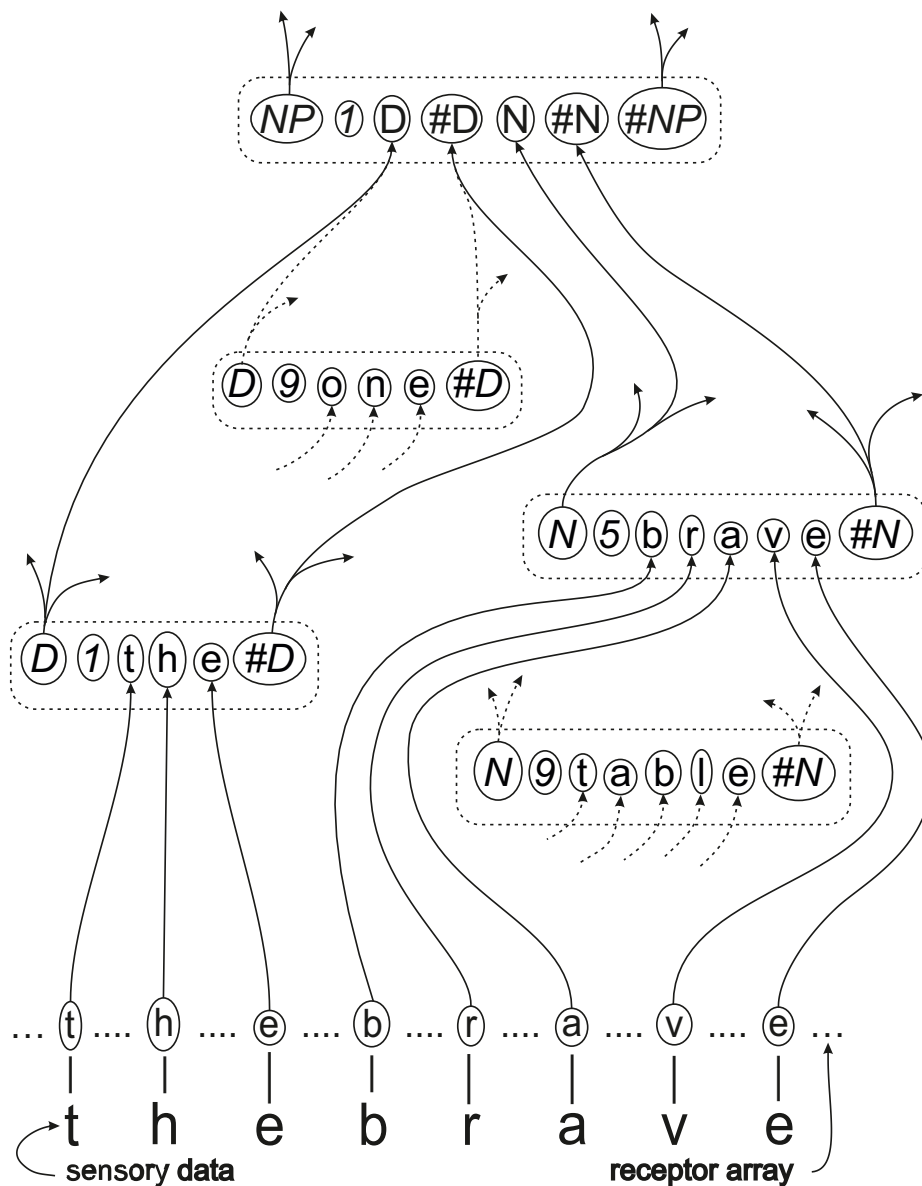 NP 1 D #D N #N #NP
D 9 o n e #D
N 5 b r a v e #N
D 1 t h e #D
N 9 t a b l e #N
... t .... h .... e .... b .... r .... a .... v .... e ...
t h e b r a v e
sensory data receptor array